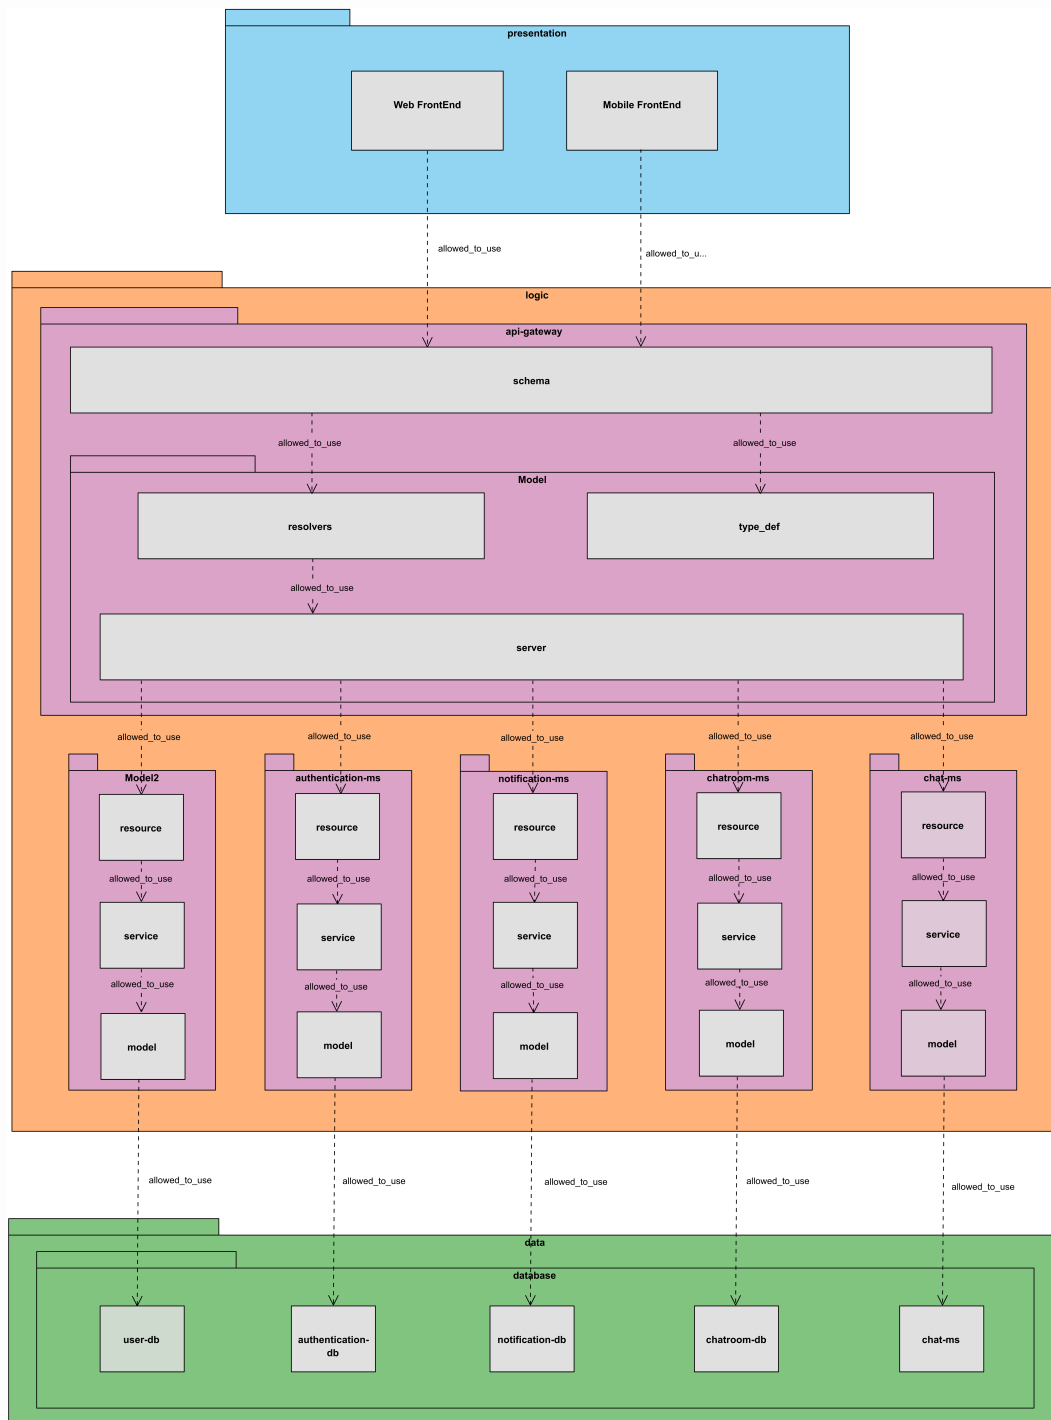 presentation
Web FrontEnd
Mobile FrontEnd
allowed_to_use
allowed_to_u...
logic
api-gateway
schema
allowed_to_use
allowed_to_use
Model
resolvers
type_def
allowed_to_use
server
allowed_to_use
allowed_to_use
allowed_to_use
allowed_to_use
allowed_to_use
Model2
authentication-ms
notification-ms
chatroom-ms
chat-ms
resource
resource
resource
resource
resource
allowed_to_use
allowed_to_use
allowed_to_use
allowed_to_use
allowed_to_use
service
service
service
service
service
allowed_to_use
allowed_to_use
allowed_to_use
allowed_to_use
allowed_to_use
model
model
model
model
model
allowed_to_use
allowed_to_use
allowed_to_use
allowed_to_use
allowed_to_use
data
database
user-db
authentication-
db
notification-db
chatroom-db
chat-ms